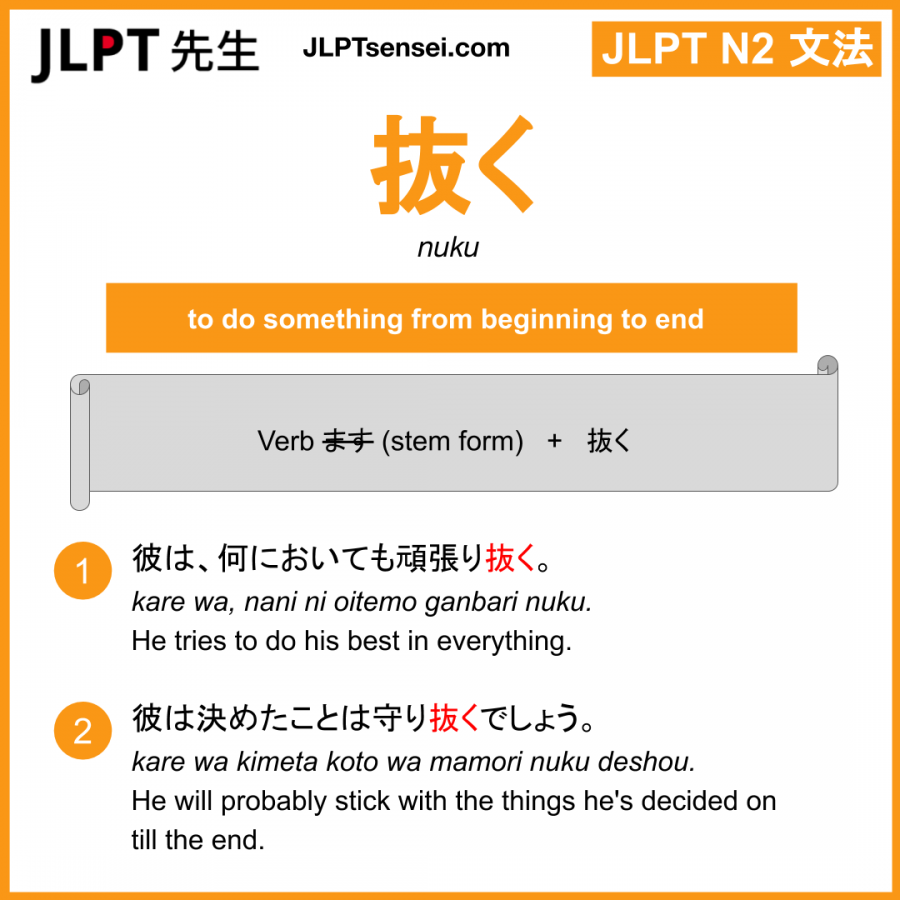 JLPT 先生
JLPTsensei.com
JLPT N2 文法
抜く
nuku
to do something from beginning to end
Verb ます (stem form) + 抜く
1
彼は、何においても頑張り抜く。
kare wa, nani ni oitemo ganbari nuku.
He tries to do his best in everything.
2
彼は決めたことは守り抜くでしょう。
kare wa kimeta koto wa mamori nuku deshou.
He will probably stick with the things he's decided on
till the end.